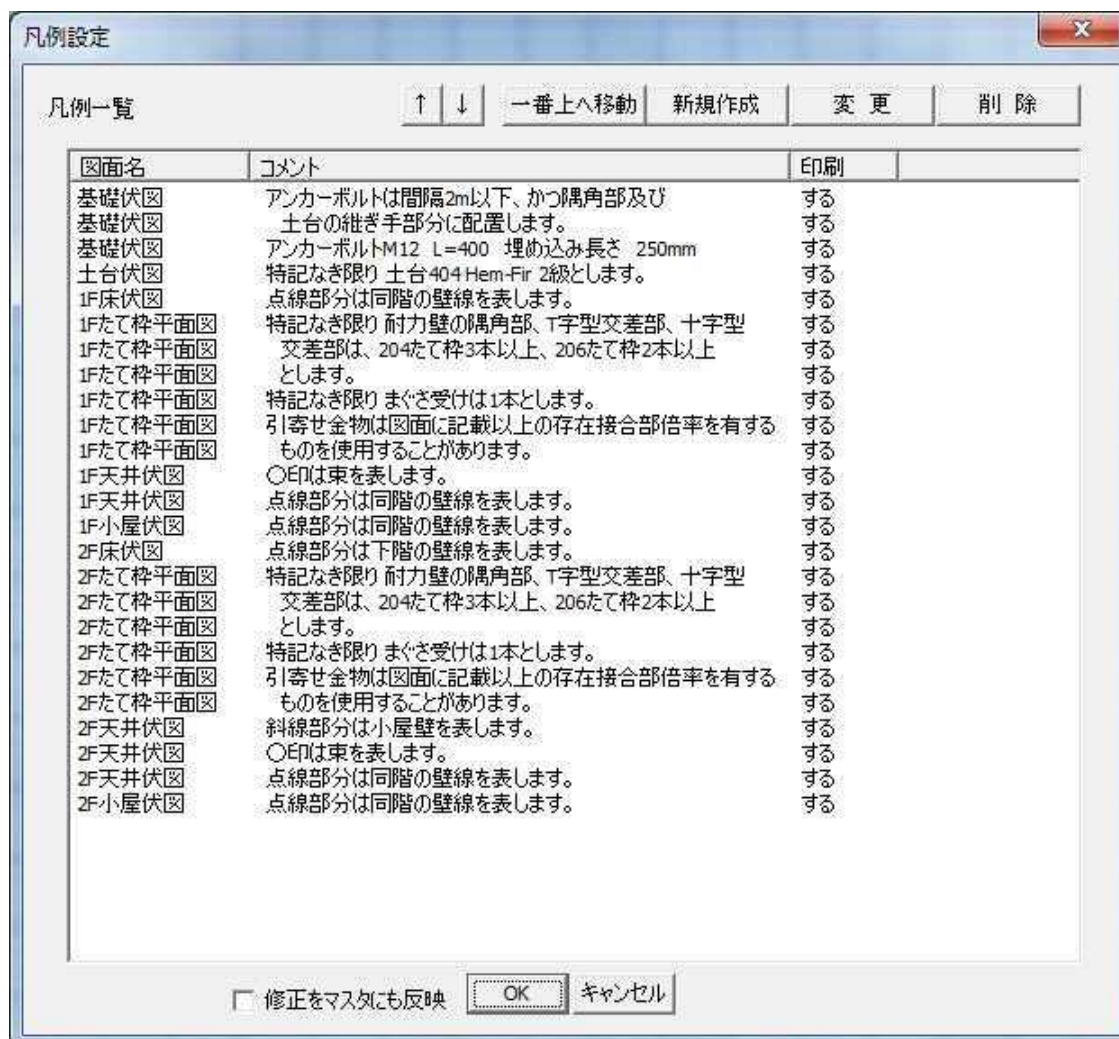 凡例設定
凡例一覧 ↑ ↓ 一番上へ移動 新規作成 変 更 削 除
図面名 コメント 印刷
基礎伏図 アンカーボルトは間隔2m以下、かつ隅角部及び する
基礎伏図 土台の継ぎ手部分に配置します。 する
基礎伏図 アンカーボルトM12 L=400 埋め込み長さ 250mm する
土台伏図 特記なき限り 土台404 Hem-Fir 2級とします。 する
1F床伏図 点線部分は同階の壁線を表します。 する
1Fたて枠平面図 特記なき限り 耐力壁の隅角部、T字型交差部、十字型 する
1Fたて枠平面図 交差部は、204たて枠3本以上、206たて枠2本以上 する
1Fたて枠平面図 とします。 する
1Fたて枠平面図 特記なき限り まぐさ受けは1本とします。 する
1Fたて枠平面図 引寄せ金物は図面に記載以上の存在接合部倍率を有する する
1Fたて枠平面図 ものを使用することがあります。 する
1F天井伏図 〇印は束を表します。 する
1F天井伏図 点線部分は同階の壁線を表します。 する
1F小屋伏図 点線部分は同階の壁線を表します。 する
2F床伏図 点線部分は下階の壁線を表します。 する
2Fたて枠平面図 特記なき限り 耐力壁の隅角部、T字型交差部、十字型 する
2Fたて枠平面図 交差部は、204たて枠3本以上、206たて枠2本以上 する
2Fたて枠平面図 とします。 する
2Fたて枠平面図 特記なき限り まぐさ受けは1本とします。 する
2Fたて枠平面図 引寄せ金物は図面に記載以上の存在接合部倍率を有する する
2Fたて枠平面図 ものを使用することがあります。 する
2F天井伏図 斜線部分は小屋壁を表します。 する
2F天井伏図 〇印は束を表します。 する
2F天井伏図 点線部分は同階の壁線を表します。 する
2F小屋伏図 点線部分は同階の壁線を表します。 する
修正をマスタにも反映 OK キャンセル